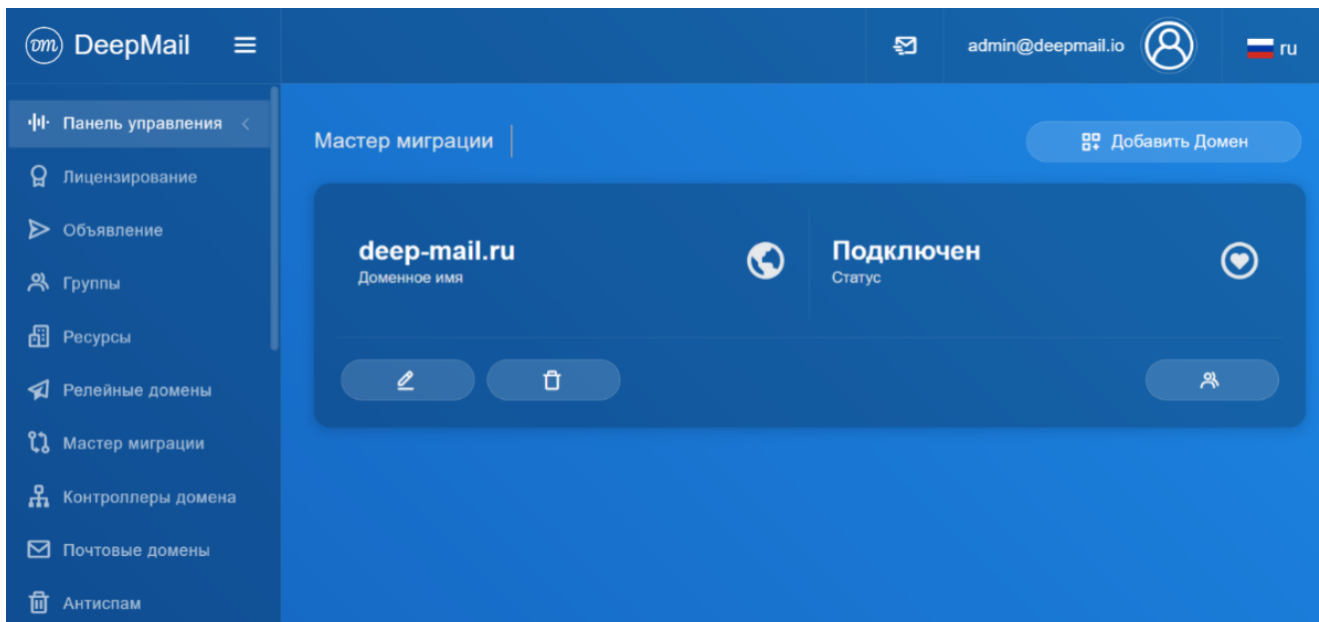 DeepMail
admin@deepmail.io
ru
Панель управления
Лицензирование
Объявление
Группы
Ресурсы
Релейные домены
Мастер миграции
Контроллеры домена
Почтовые домены
Антиспам
Мастер миграции
Добавить Домен
deep-mail.ru
Доменное имя
Подключен
Статус